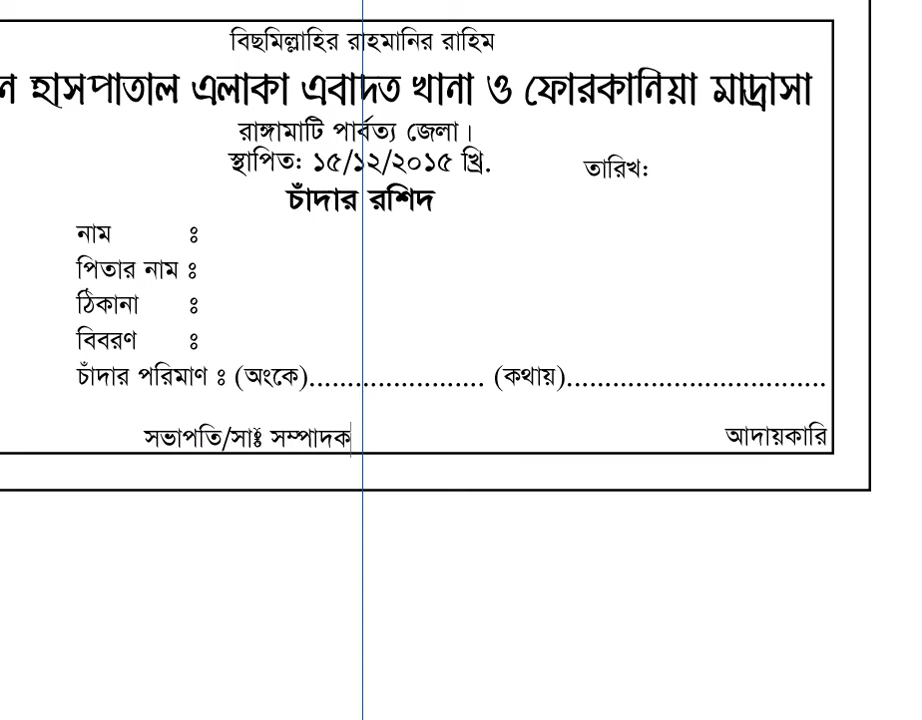 বিছমিল্লাহির রাহমানির রাহিম
ন হাসপাতাল এলাকা এবাদত খানা ও ফোরকানিয়া মাদ্রাসা
রাঙ্গামাটি পার্বত্য জেলা।
স্থাপিত: ১৫/১২/২০১৫ খ্রি.
তারিখ:
চাঁদার রশিদ
নাম ঃ
পিতার নাম ঃ
ঠিকানা ঃ
বিবরণ ঃ
চাঁদার পরিমাণ ঃ (অংকে)....................... (কথায়)..................................
সভাপতি/সাঃ সম্পাদক আদায়কারি